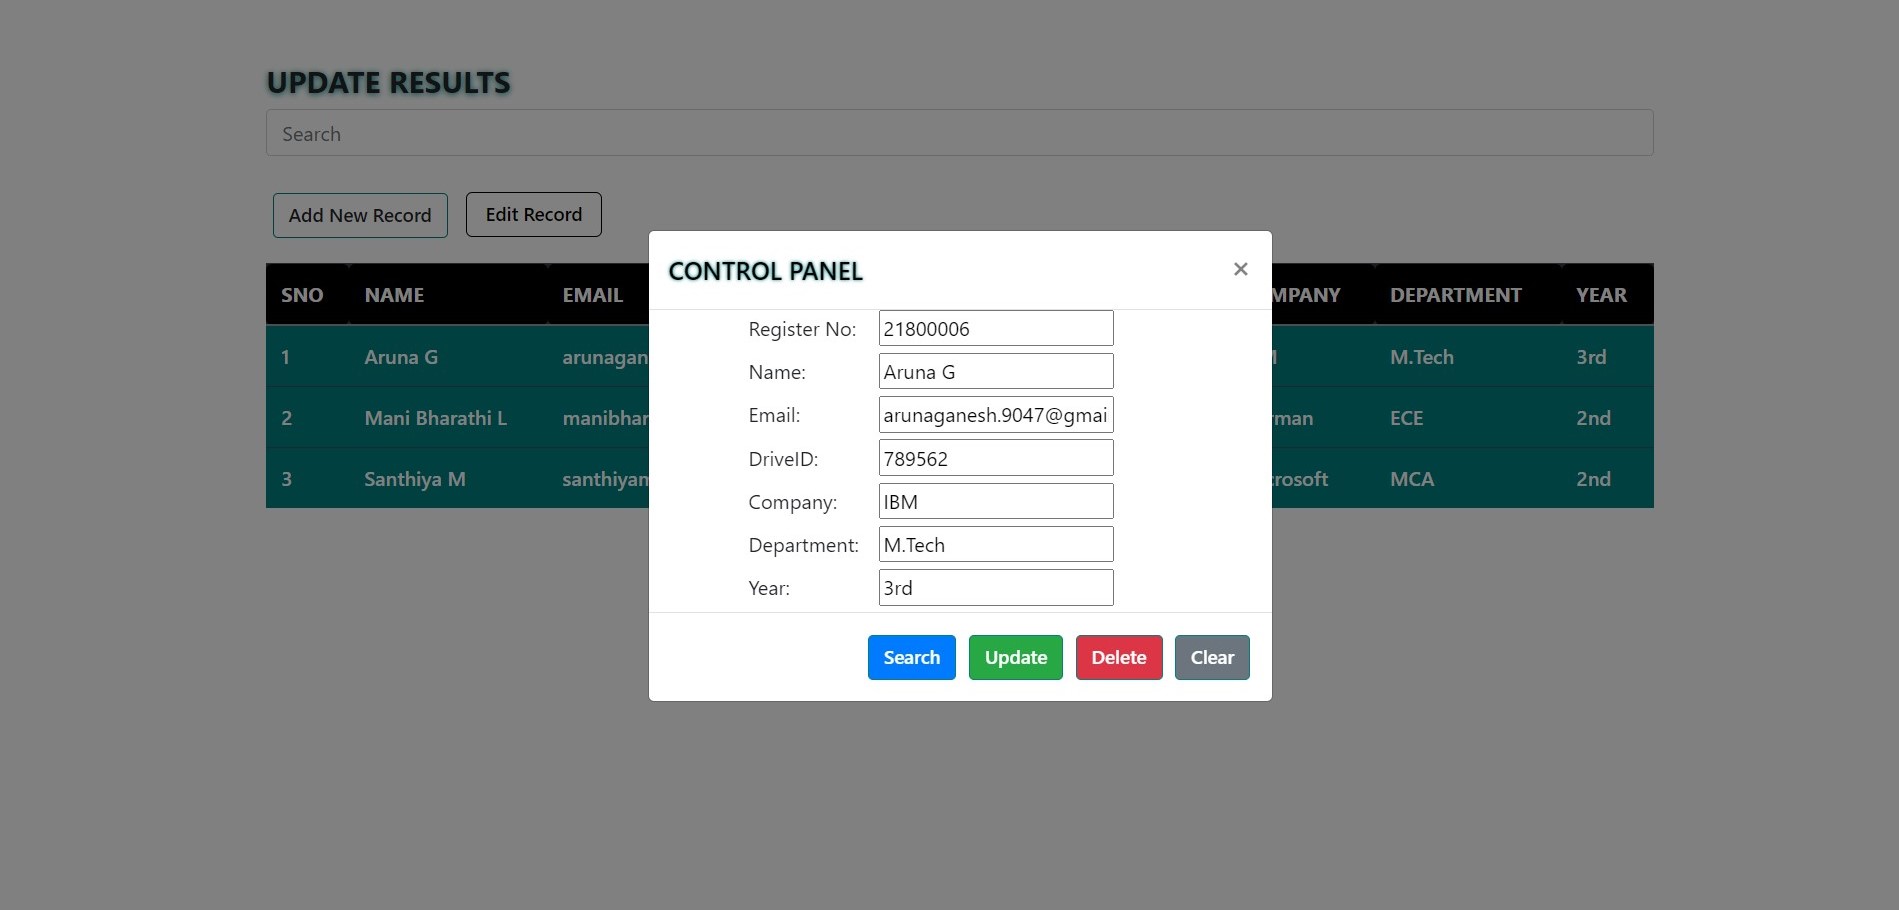 UPDATE RESULTS
Search
Add New Record
Edit Record
SNO NAME EMAIL MPANY DEPARTMENT YEAR
1 Aruna G arunagan M.Tech 3rd
2 Mani Bharathi L manibhar rman ECE 2nd
3 Santhiya M santhiyam crosoft MCA 2nd
CONTROL PANEL ×
Register No: 21800006
Name: Aruna G
Email: arunaganesh.9047@gmai
DriveID: 789562
Company: IBM
Department: M.Tech
Year: 3rd
Search Update Delete Clear